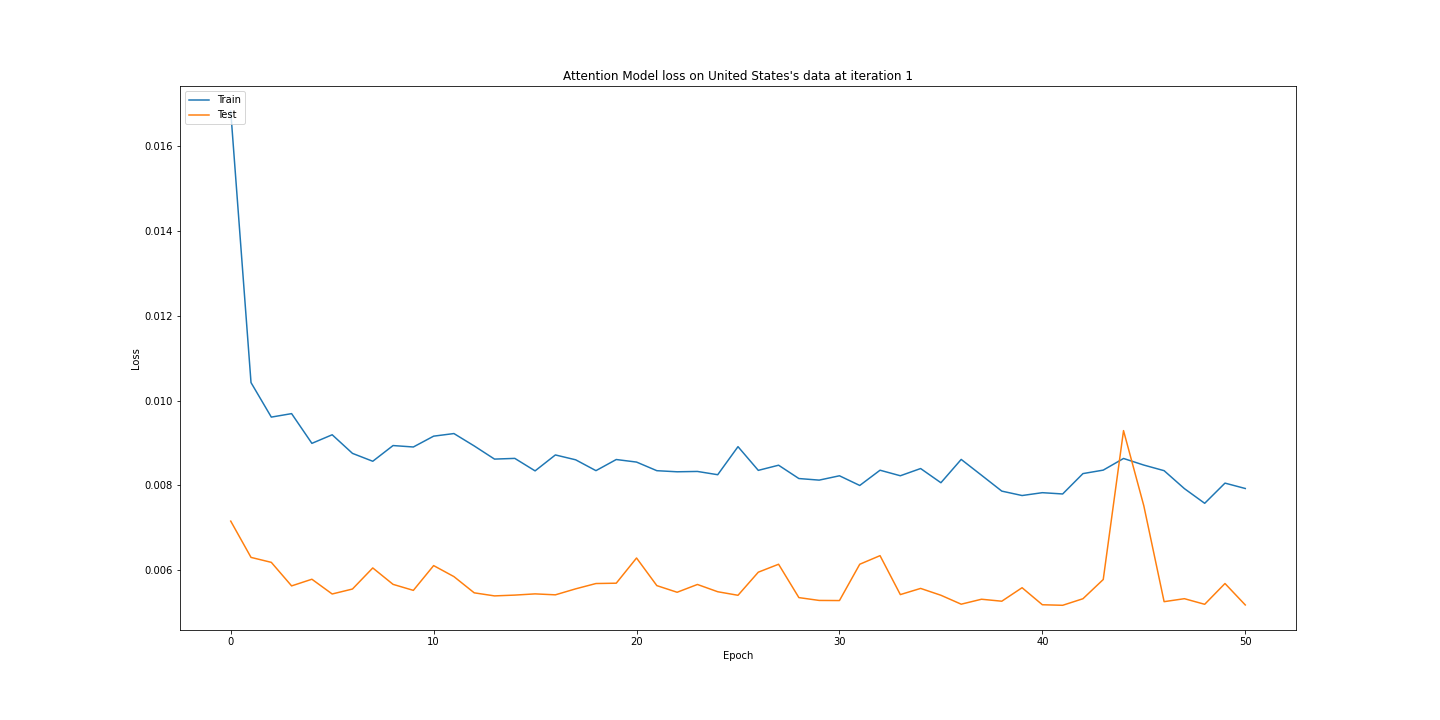 Attention Model loss on United States's data at iteration 1
Train
Test
0.016
0.014
0.012
0.010
0.008
0.006
Loss
0
10
20
30
40
50
Epoch